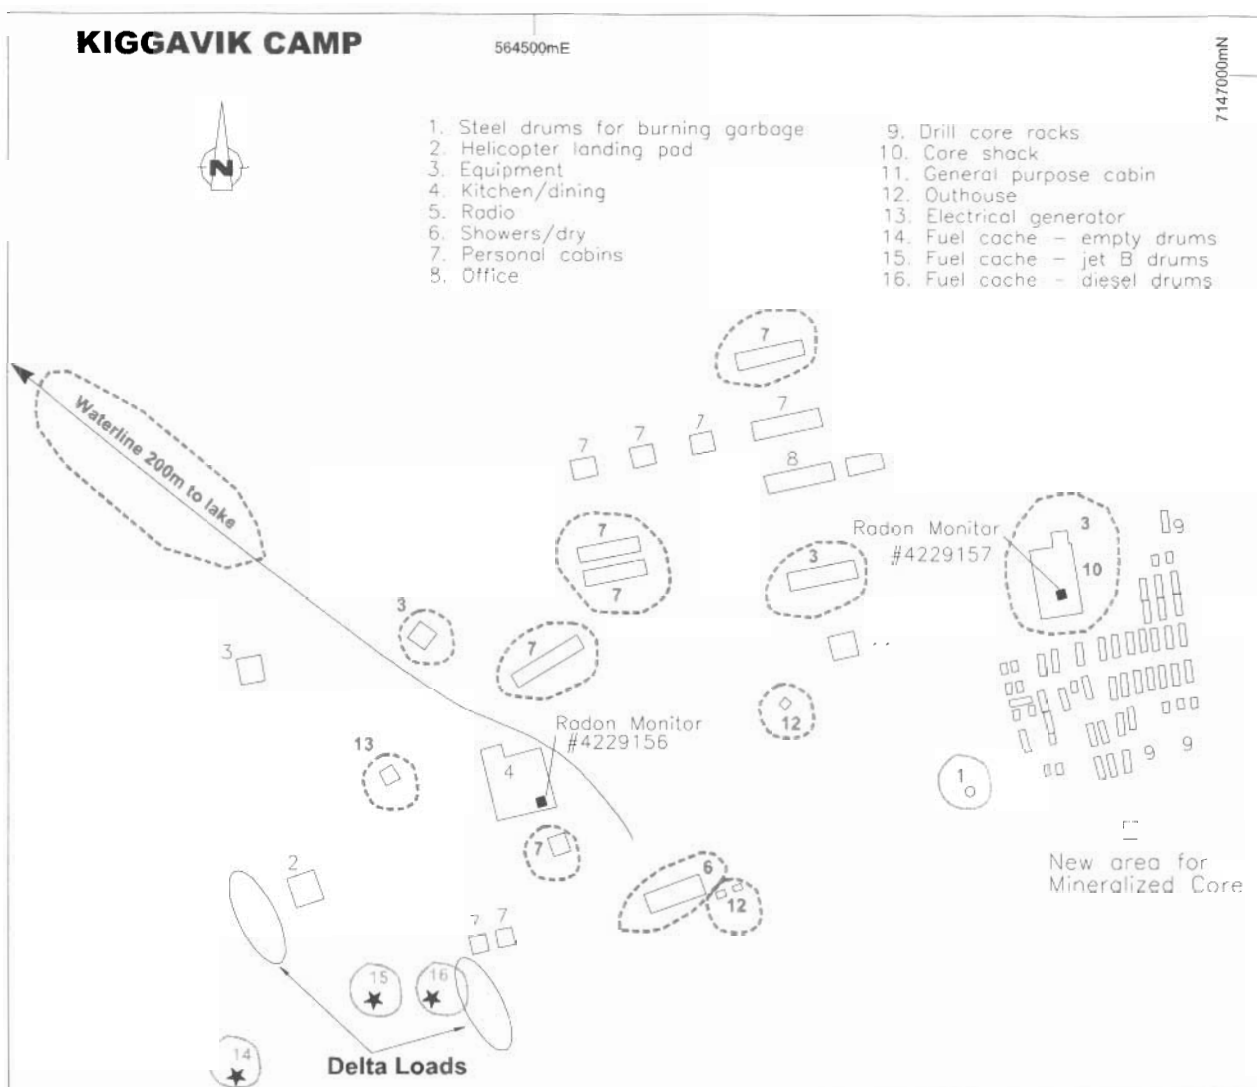 KIGGAVIK CAMP
564500mE
7147000mN
N
1. Steel drums for burning garbage
2. Helicopter landing pad
3. Equipment
4. Kitchen/dining
5. Radio
6. Showers/dry
7. Personal cabins
8. Office
9. Drill core racks
10. Core shack
11. General purpose cabin
12. Outhouse
13. Electrical generator
14. Fuel cache - empty drums
15. Fuel cache - jet B drums
16. Fuel cache - diesel drums
7
Waterline 200m to lake
7
7
7
7
8
Radon Monitor
#4229157
3
10
9
7
7
3
3
7
3
12
Radon Monitor
#4229156
13
4
9
9
1
7
New area for
Mineralized Core
2
6
12
7
7
15
16
14
Delta Loads